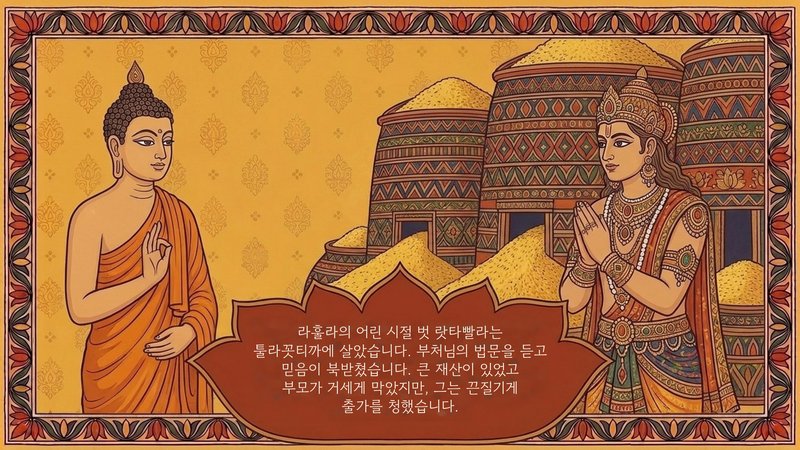 라훌라의 어린 시절 벗 랏타빨라는
툴라꼿티까에 살았습니다. 부처님의 법문을 듣고
믿음이 북받쳤습니다. 큰 재산이 있었고
부모가 거세게 막았지만, 그는 끈질기게
출가를 청했습니다.